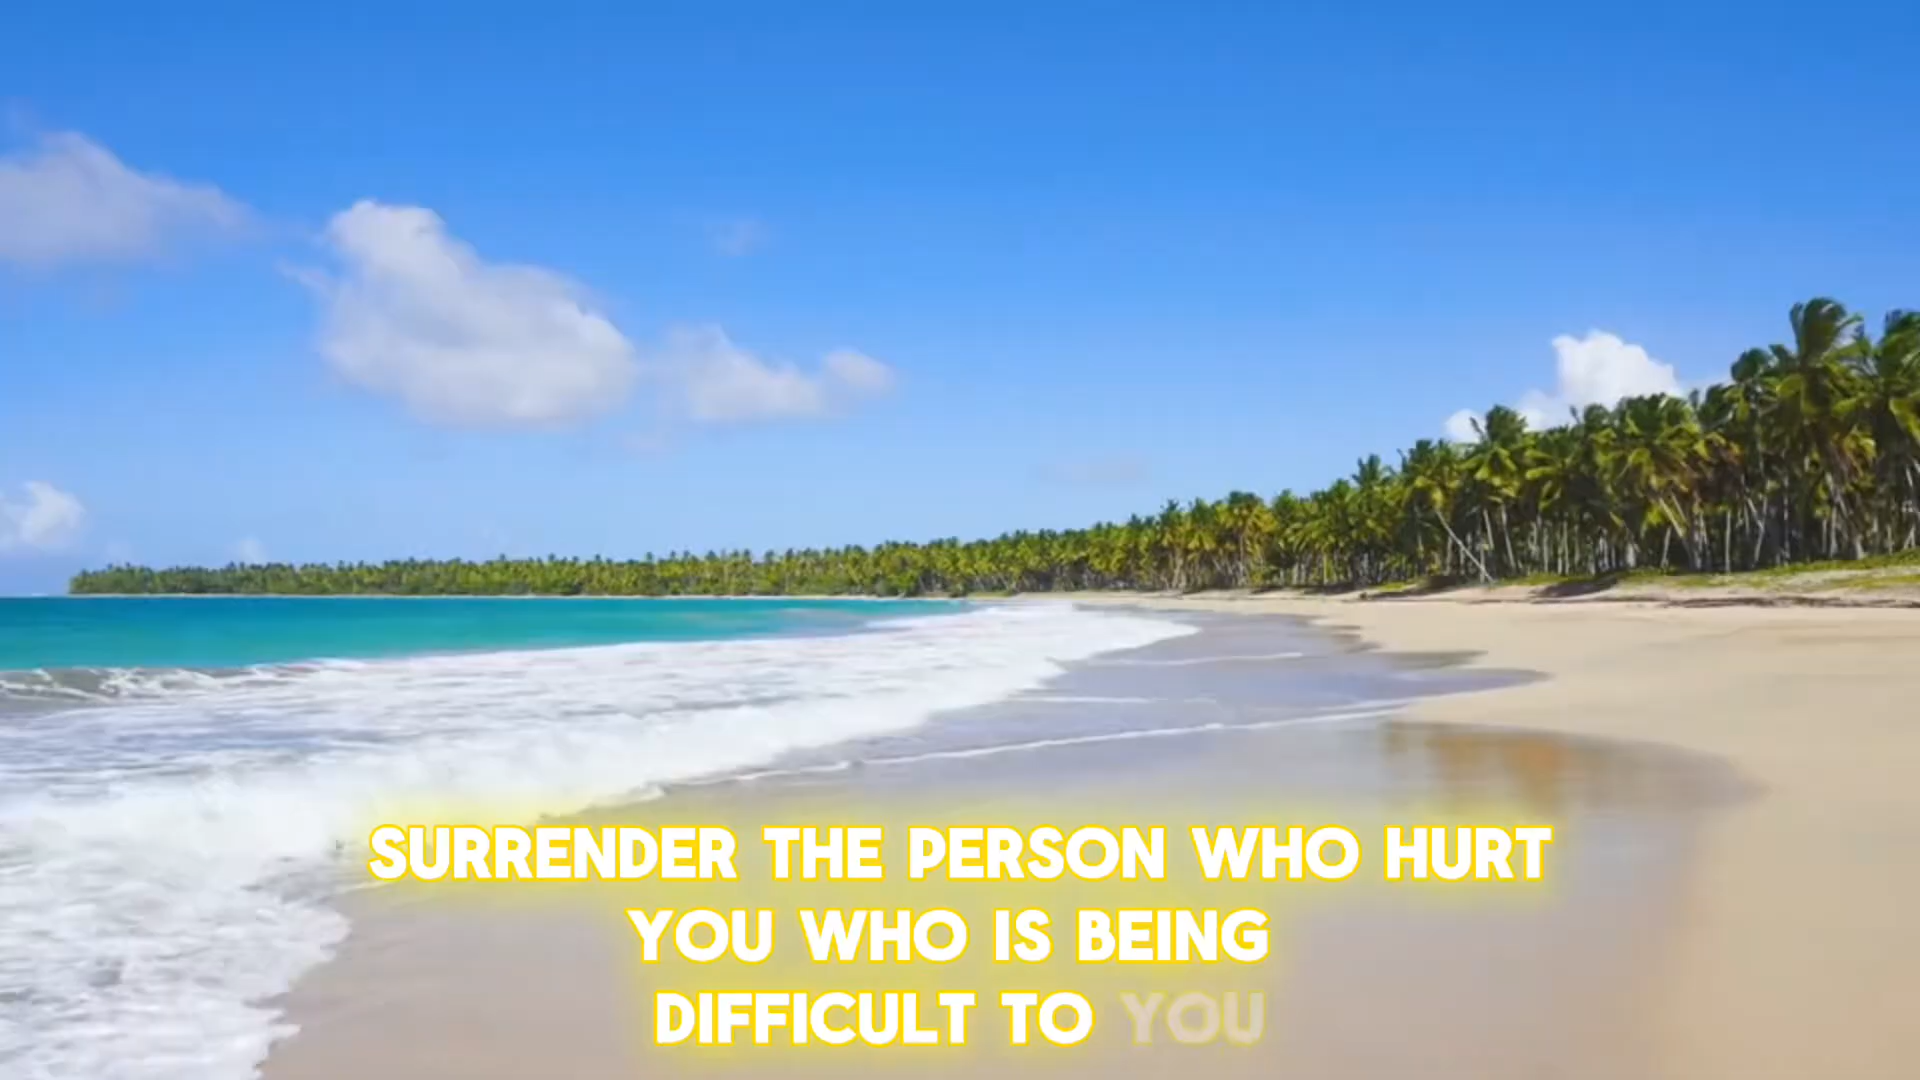 SURRENDER THE PERSON WHO HURT
YOU WHO IS BEING
DIFFICULT TO YOU